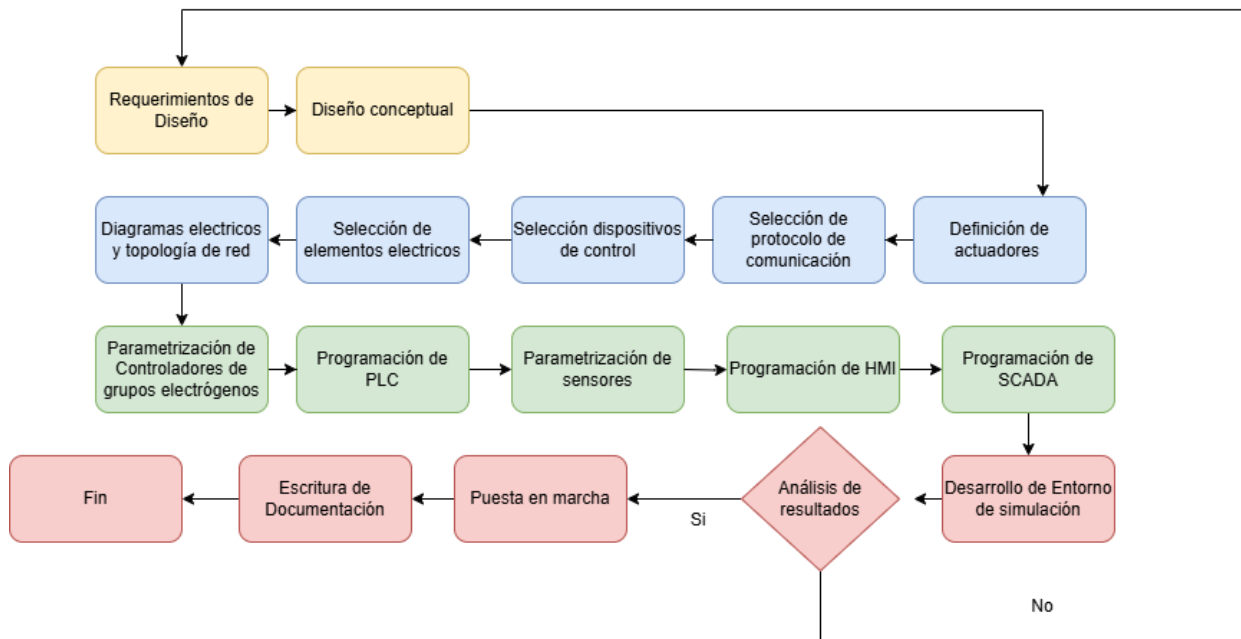 Requerimientos de
Diseño
Diseño conceptual
Diagramas electricos
y topología de red
Selección de
elementos electricos
Selección dispositivos
de control
Selección de
protocolo de
comunicación
Definición de
actuadores
Parametrización de
Controladores de
grupos electrógenos
Programación de
PLC
Parametrización de
sensores
Programación de HMI
Programación de
SCADA
Fin
Escritura de
Documentación
Puesta en marcha
Si
Análisis de
resultados
Desarrollo de Entorno
de simulación
No